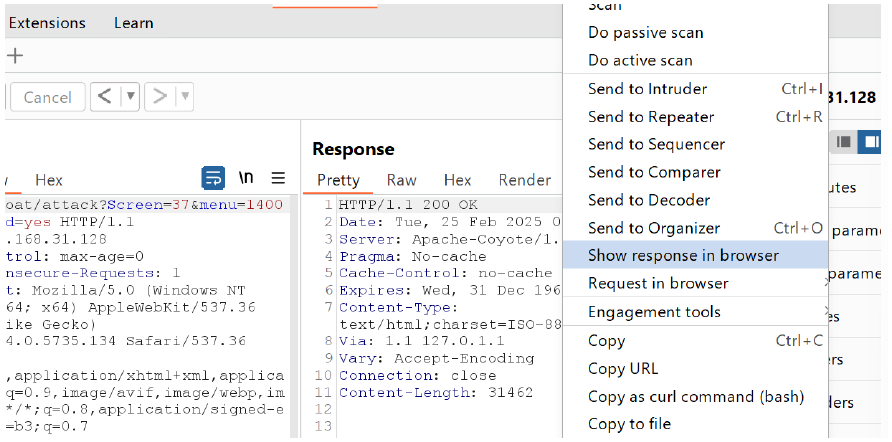 Extensions Learn
Cancel
Hex
\n
oat/attack?Screen=37&menu=1400
d=yes HTTP/1.1
.168.31.128
trol: max-age=0
nsecure-Requests: 1
t: Mozilla/5.0 (Windows NT
64; x64) AppleWebKit/537.36
ike Gecko)
4.0.5735.134 Safari/537.36
,application/xhtml+xml,applica
q=0.9,image/avif,image/webp,im
*/*;q=0.8,application/signed-e
=b3;q=0.7
Response
Pretty Raw Hex Render
1 HTTP/1.1 200 OK
2 Date: Tue, 25 Feb 2025 0
3 Server: Apache-Coyote/1.
4 Pragma: No-cache
5 Cache-Control: no-cache
6 Expires: Wed, 31 Dec 196
7 Content-Type:
text/html;charset=ISO-88
8 Via: 1.1 127.0.1.1
9 Vary: Accept-Encoding
10 Connection: close
11 Content-Length: 31462
12
13
Scan
Do passive scan
Do active scan
Send to Intruder Ctrl+I
Send to Repeater Ctrl+R
Send to Sequencer
Send to Comparer
Send to Decoder
Send to Organizer Ctrl+O
Show response in browser
Request in browser
Engagement tools
Copy Ctrl+C
Copy URL
Copy as curl command (bash)
Copy to file
31.128
utes
parame
parame
es
ers
ders